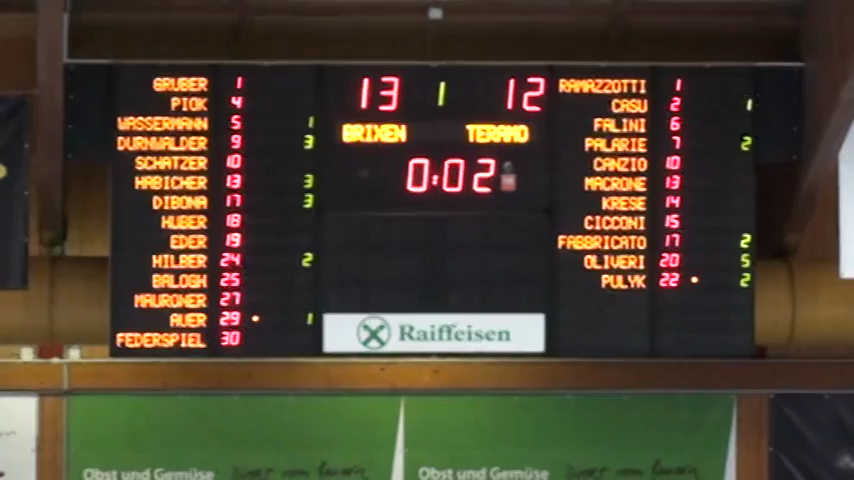 13 1 12
BRIXEN TERAMO
0:02
GRUBER 1
PIOK 4
WASSERMANN 5 1
DURNWALDER 9 3
SCHATZER 10
HABICHER 13 3
DIBONA 17 3
HUBER 18
EDER 19
HILBER 24 2
BALOGH 25
MAURONER 27
AUER 29 1
FEDERSPIEL 30
RAMAZZOTTI 1
CASU 2 1
FALINI 6
PALARIE 7 2
CANZIO 10
MACRONE 13
KRESE 14
CICCONI 15
FABBRICATO 17 2
OLIVERI 20 5
PULYK 22 2
Raiffeisen
Obst und Gemüse
Obst und Gemüse